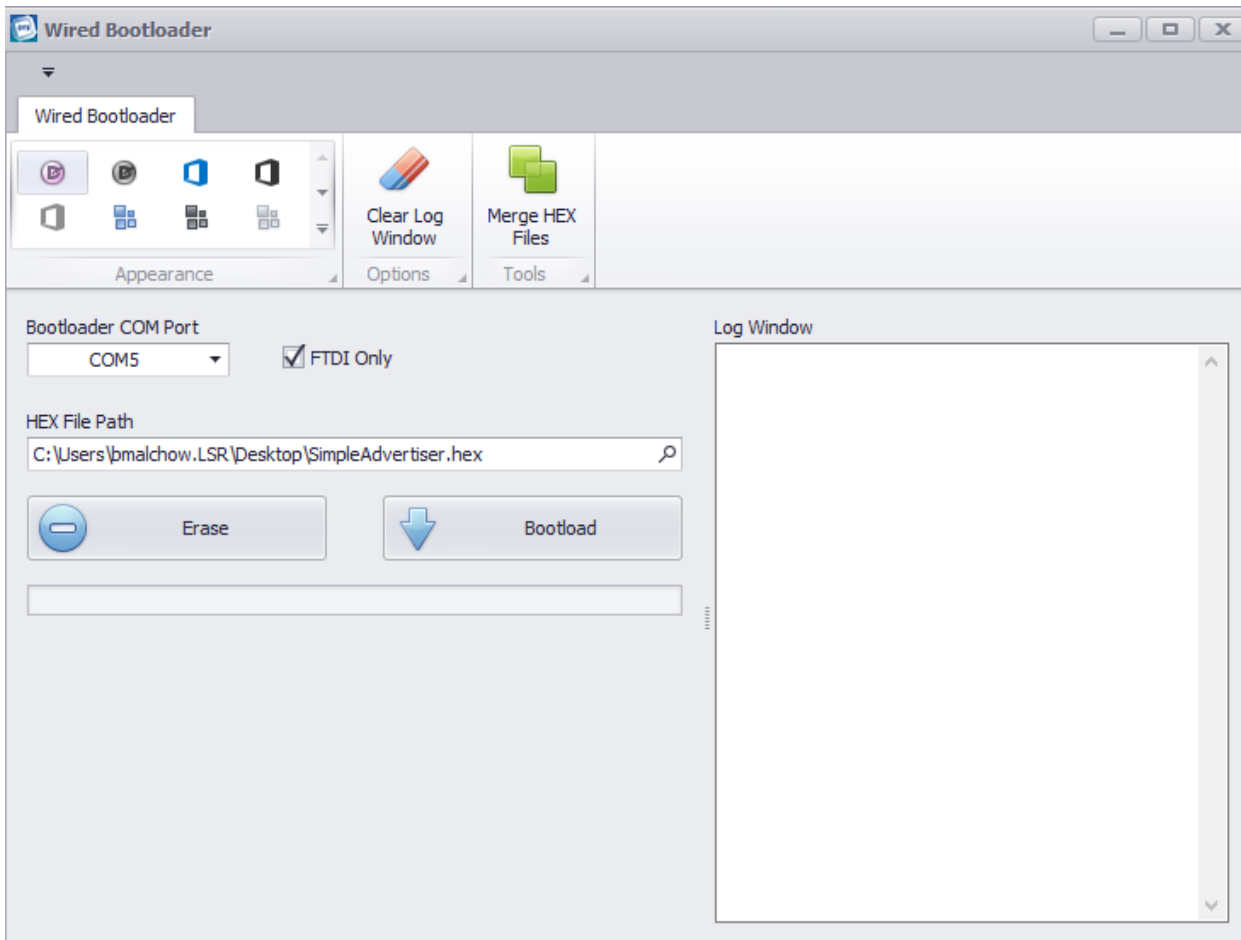 Wired Bootloader
Wired Bootloader
Clear Log
Window
Merge HEX
Files
Appearance
Options
Tools
Bootloader COM Port
COM5
FTDI Only
HEX File Path
C:\Users\bmalchow.LSR\Desktop\SimpleAdvertiser.hex
Erase
Bootload
Log Window